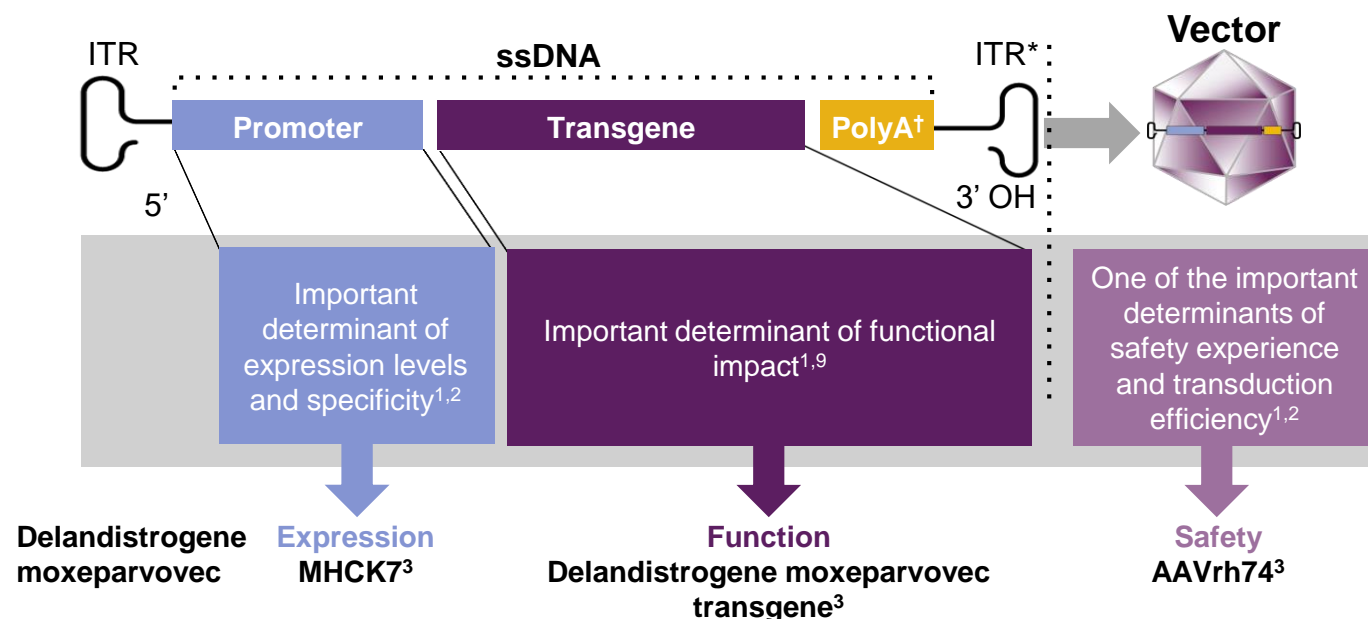 Vector
ITR
ssDNA
ITR*
Promoter
Transgene
PolyA†
5’
3’ OH
Important
determinant of
expression levels
and specificity1,2
Important determinant of functional
impact1,9
One of the important
determinants of
safety experience
and transduction
efficiency1,2
Delandistrogene
moxeparvovec
Expression
MHCK7³
Function
Delandistrogene moxeparvovec
transgene³
Safety
AAVrh74³